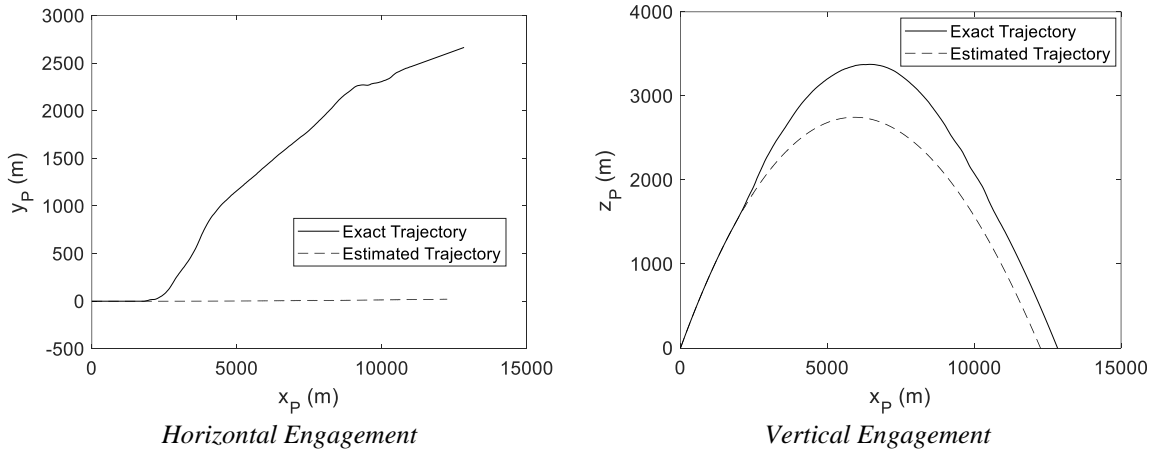 3000
2500
2000
1500
1000
500
0
-500
y_P (m)
Exact Trajectory
Estimated Trajectory
0
5000
10000
15000
x_P (m)
Horizontal Engagement
4000
3000
2000
1000
0
z_P (m)
Exact Trajectory
Estimated Trajectory
0
5000
10000
15000
x_P (m)
Vertical Engagement